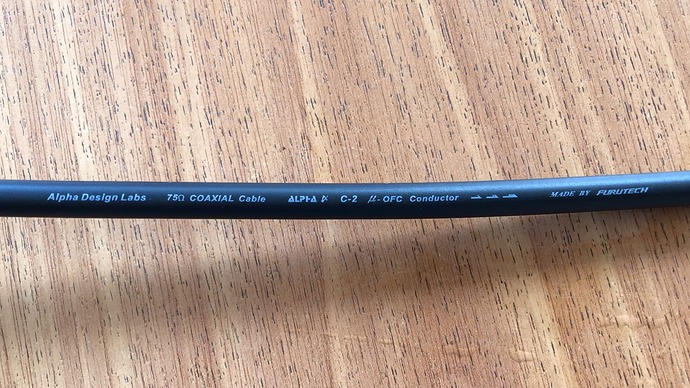 Alpha Design Labs 75Ω COAXIAL Cable ALPHA C-2 μ-OFC Conductor MADE BY FURUTECH